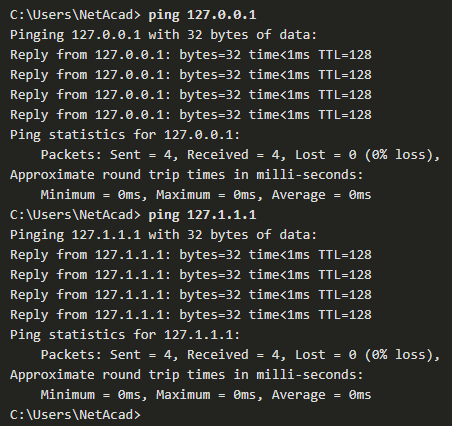 C:\Users\NetAcad> ping 127.0.0.1
Pinging 127.0.0.1 with 32 bytes of data:
Reply from 127.0.0.1: bytes=32 time<1ms TTL=128
Reply from 127.0.0.1: bytes=32 time<1ms TTL=128
Reply from 127.0.0.1: bytes=32 time<1ms TTL=128
Reply from 127.0.0.1: bytes=32 time<1ms TTL=128
Ping statistics for 127.0.0.1:
    Packets: Sent = 4, Received = 4, Lost = 0 (0% loss),
Approximate round trip times in milli-seconds:
    Minimum = 0ms, Maximum = 0ms, Average = 0ms
C:\Users\NetAcad> ping 127.1.1.1
Pinging 127.1.1.1 with 32 bytes of data:
Reply from 127.1.1.1: bytes=32 time<1ms TTL=128
Reply from 127.1.1.1: bytes=32 time<1ms TTL=128
Reply from 127.1.1.1: bytes=32 time<1ms TTL=128
Reply from 127.1.1.1: bytes=32 time<1ms TTL=128
Ping statistics for 127.1.1.1:
    Packets: Sent = 4, Received = 4, Lost = 0 (0% loss),
Approximate round trip times in milli-seconds:
    Minimum = 0ms, Maximum = 0ms, Average = 0ms
C:\Users\NetAcad>